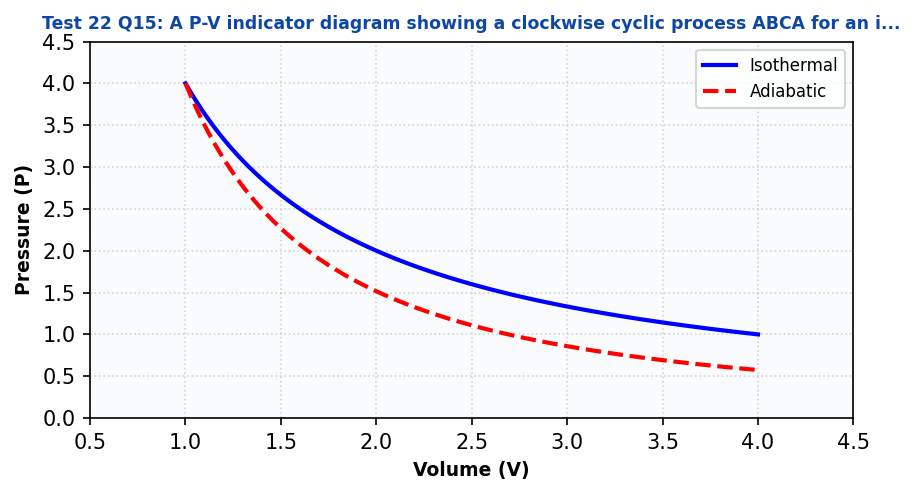 Test 22 Q15: A P-V indicator diagram showing a clockwise cyclic process ABCA for an i...
4.5
4.0
3.5
3.0
2.5
2.0
1.5
1.0
0.5
0.0
Pressure (P)
Isothermal
Adiabatic
0.5 1.0 1.5 2.0 2.5 3.0 3.5 4.0 4.5
Volume (V)